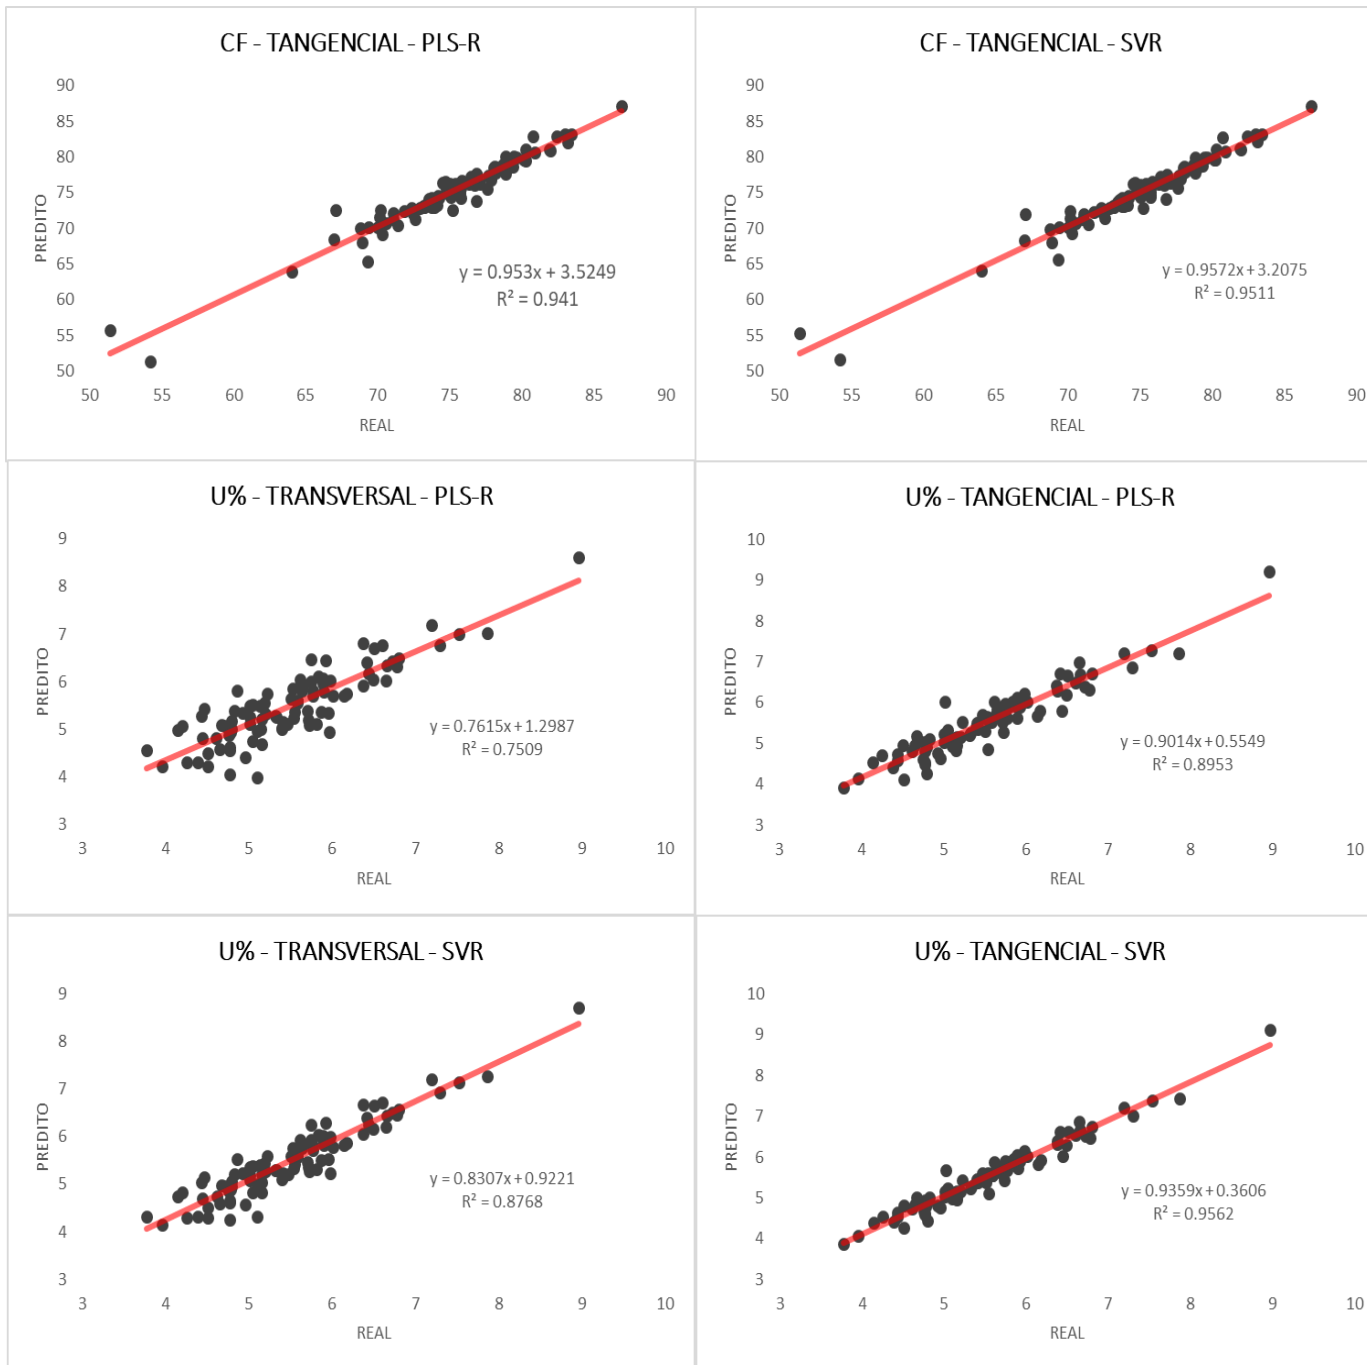 CF - TANGENCIAL - PLS-R
PREDITO
90
85
80
75
70
65
60
55
50
y = 0.953x + 3.5249
R² = 0.941
50 55 60 65 70 75 80 85 90
REAL
CF - TANGENCIAL - SVR
PREDITO
90
85
80
75
70
65
60
55
50
y = 0.9572x + 3.2075
R² = 0.9511
50 55 60 65 70 75 80 85 90
REAL
U% - TRANSVERSAL - PLS-R
PREDITO
9
8
7
6
5
4
3
y = 0.7615x + 1.2987
R² = 0.7509
3 4 5 6 7 8 9 10
REAL
U% - TANGENCIAL - PLS-R
PREDITO
10
9
8
7
6
5
4
3
y = 0.9014x + 0.5549
R² = 0.8953
3 4 5 6 7 8 9 10
REAL
U% - TRANSVERSAL - SVR
PREDITO
9
8
7
6
5
4
3
y = 0.8307x + 0.9221
R² = 0.8768
3 4 5 6 7 8 9 10
REAL
U% - TANGENCIAL - SVR
PREDITO
10
9
8
7
6
5
4
3
y = 0.9359x + 0.3606
R² = 0.9562
3 4 5 6 7 8 9 10
REAL